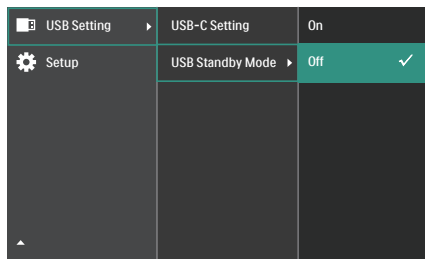 USB Setting
USB-C Setting
On
Setup
USB Standby Mode
Off